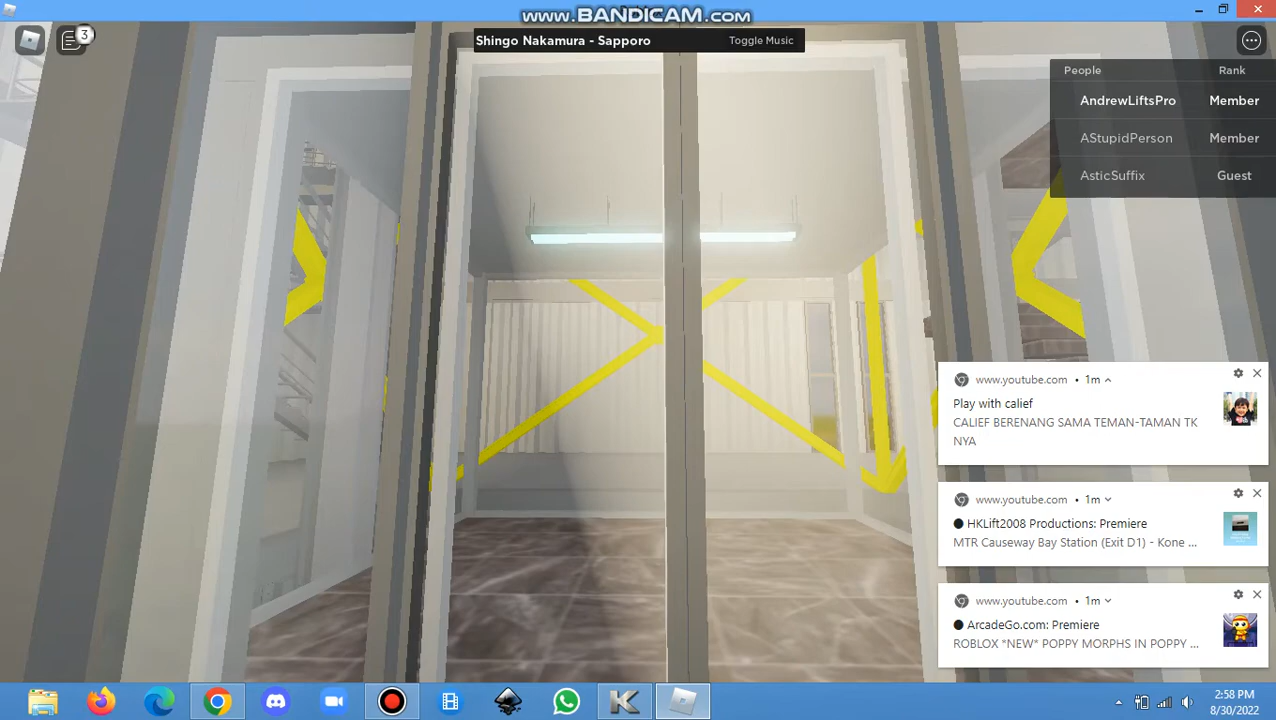 www.BANDICAM.com
3
Shingo Nakamura - Sapporo
Toggle Music
People
Rank
AndrewLiftsPro
Member
AStupidPerson
Member
AsticSuffix
Guest
www.youtube.com • 1m
Play with calief
CALIEF BERENANG SAMA TEMAN-TAMAN TK
NYA
www.youtube.com • 1m
● HKLift2008 Productions: Premiere
MTR Causeway Bay Station (Exit D1) - Kone ...
www.youtube.com • 1m
● ArcadeGo.com: Premiere
ROBLOX *NEW* POPPY MORPHS IN POPPY ...
2:58 PM
8/30/2022